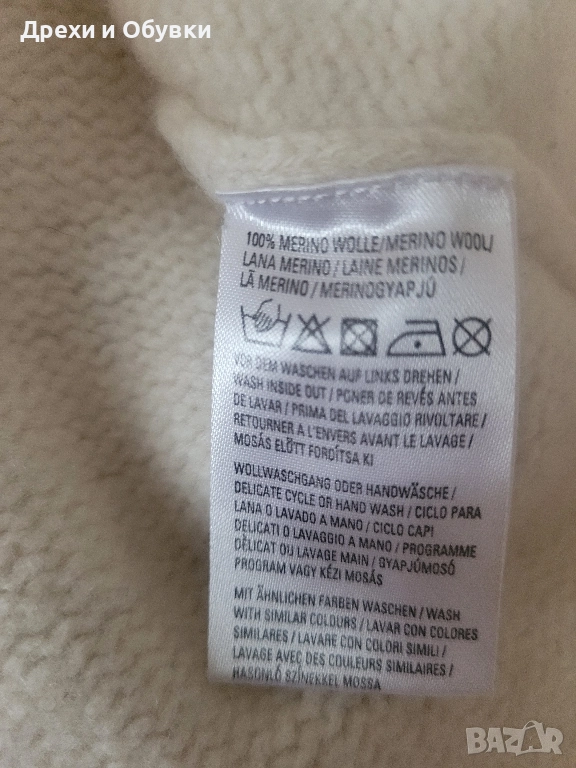 Дрехи и Обувки
100% MERINO WOLLE/MERINO WOOL/
LANA MERINO / LAINE MERINOS /
LÃ MERINO / MERINOGYAPJÚ
VOR DEM WASCHEN AUF LINKS DREHEN /
WASH INSIDE OUT / PONER DE REVÉS ANTES
DE LAVAR / PRIMA DEL LAVAGGIO RIVOLTARE /
RETOURNER A L'ENVERS AVANT LE LAVAGE /
MOSÁS ELŐTT FORDÍTSA KI
WOLLWASCHGANG ODER HANDWÄSCHE /
DELICATE CYCLE OR HAND WASH / CICLO PARA
LANA O LAVADO A MANO / CICLO CAPI
DELICATI O LAVAGGIO A MANO / PROGRAMME
DÉLICAT OU LAVAGE MAIN / GYAPJÚMOSÓ
PROGRAM VAGY KÉZI MOSÁS
MIT ÄHNLICHEN FARBEN WASCHEN / WASH
WITH SIMILAR COLOURS / LAVAR CON COLORES
SIMILARES / LAVARE CON COLORI SIMILI /
LAVAGE AVEC DES COULEURS SIMILAIRES /
HASONLÓ SZÍNEKKEL MOSSA
BAZAR